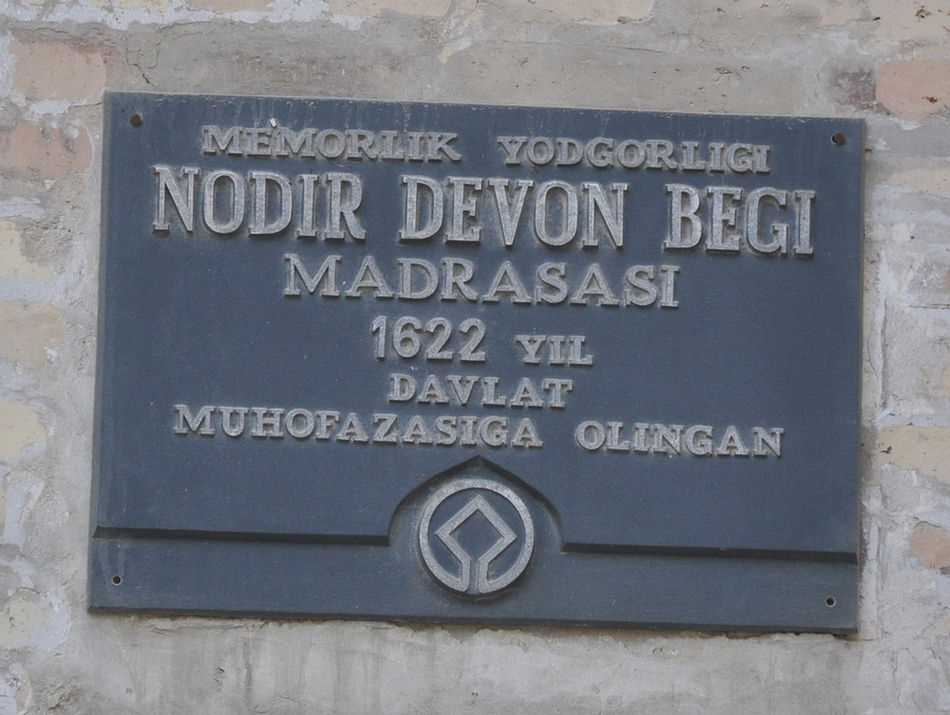 MEMORLIK YODGORLIGI
NODIR DEVON BEGI
MADRASASI
1622 YIL
DAVLAT
MUHOFAZASIGA OLINGAN